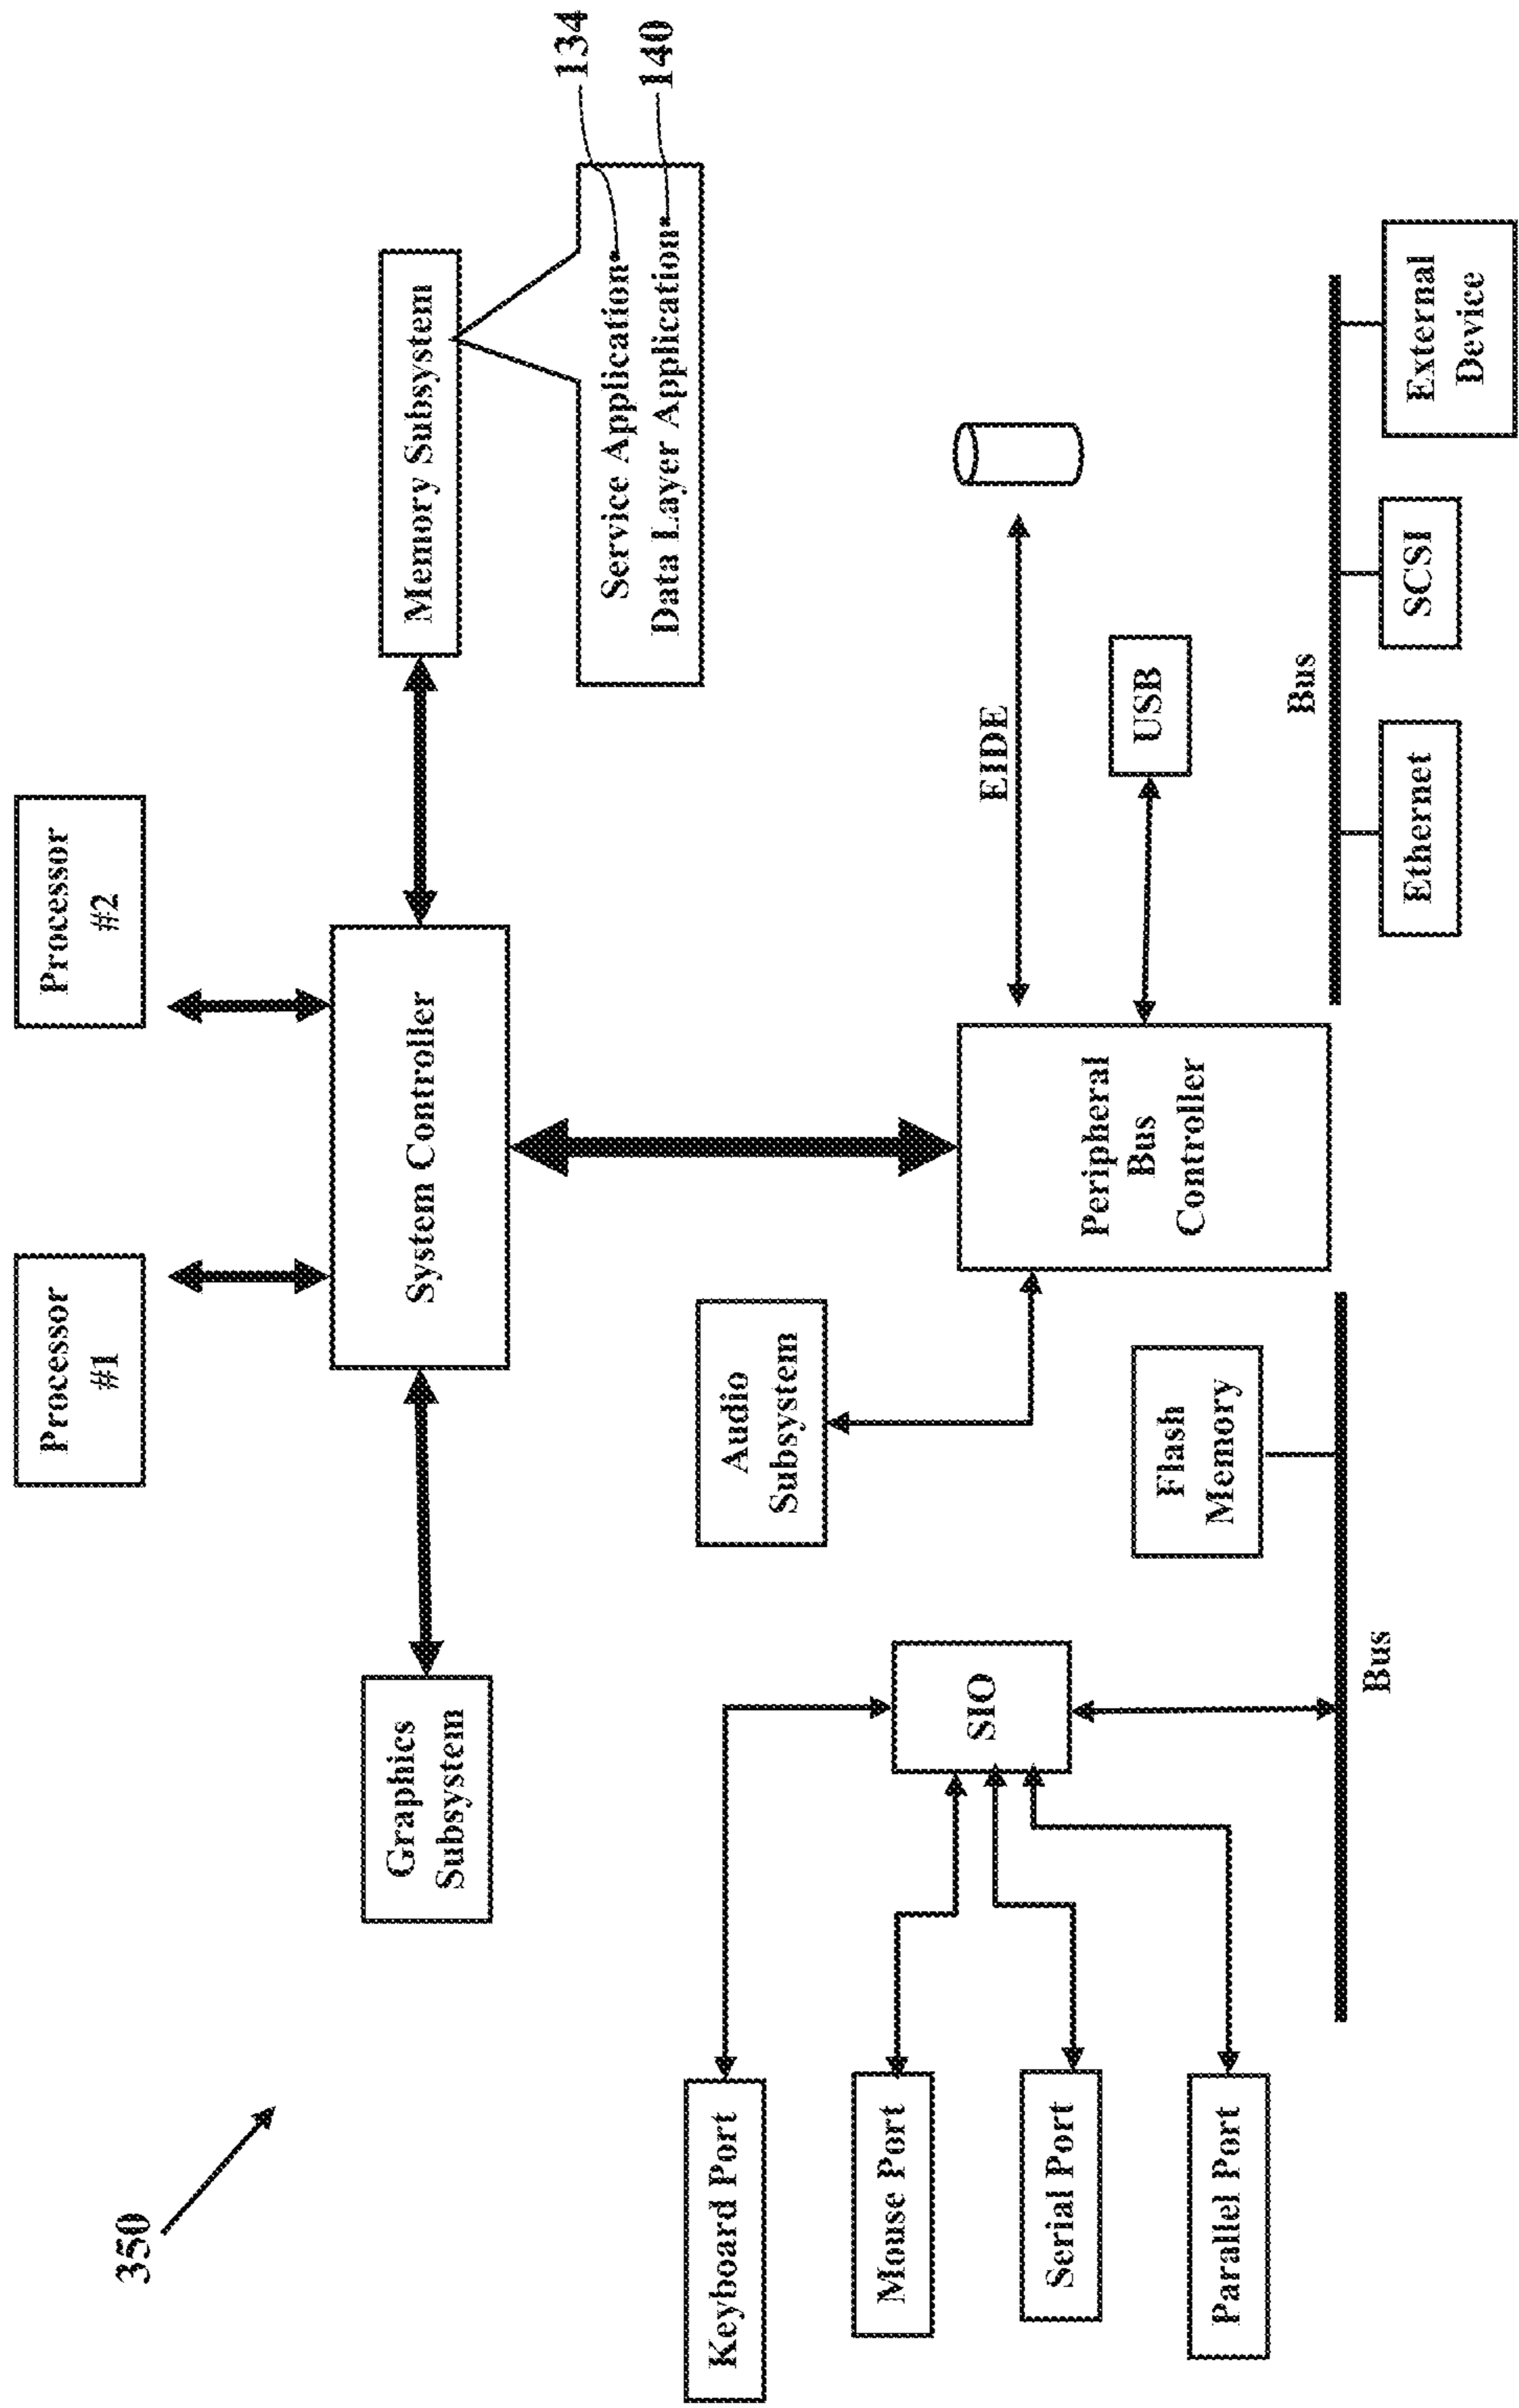 350
Processor
#1
Processor
#2
Graphics
Subsystem
System Controller
Memory Subsystem
Service Application*
134
Data Layer Application*
140
Keyboard Port
Audio
Subsystem
Mouse Port
SIO
Serial Port
Parallel Port
Flash
Memory
Peripheral
Bus
Controller
EIDE
USB
Bus
Bus
Ethernet
SCSI
External
Device